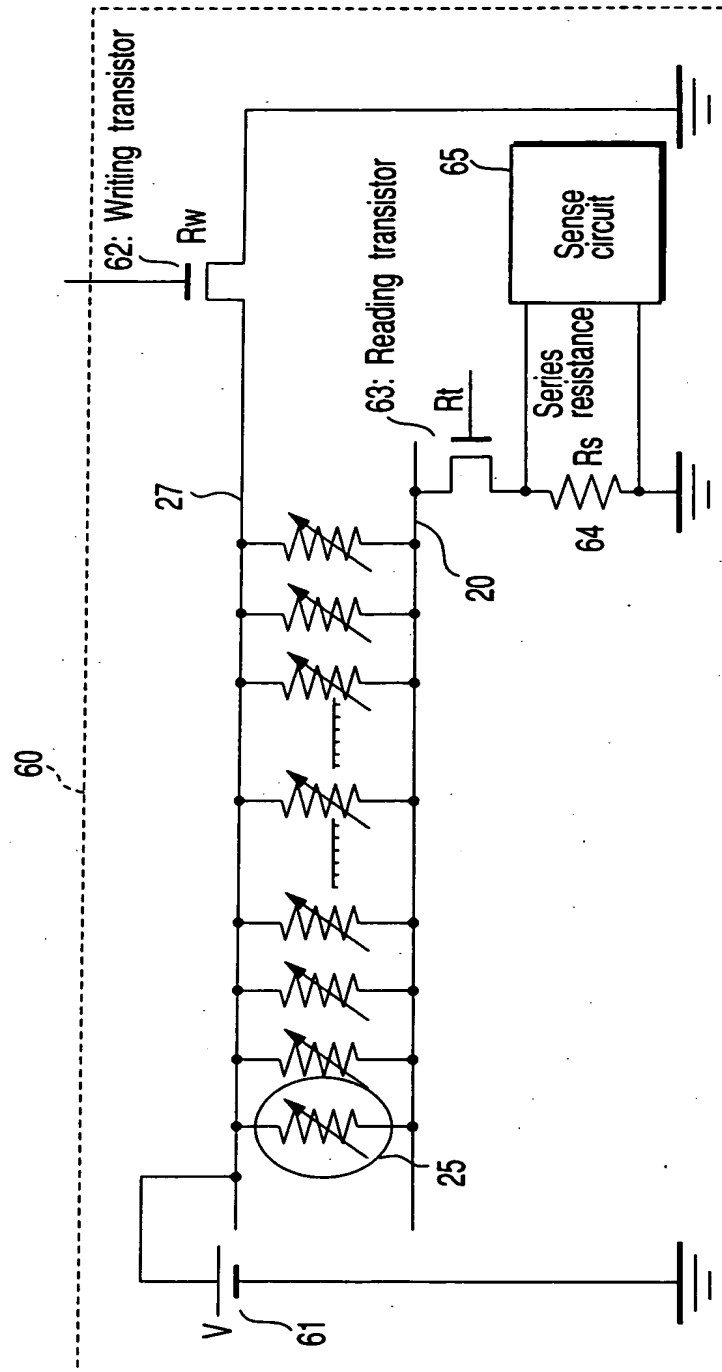 60
62: Writing transistor
Rw
27
63: Reading transistor
Rt
20
25
V
61
Series
resistance
Rs
64
65
Sense
circuit